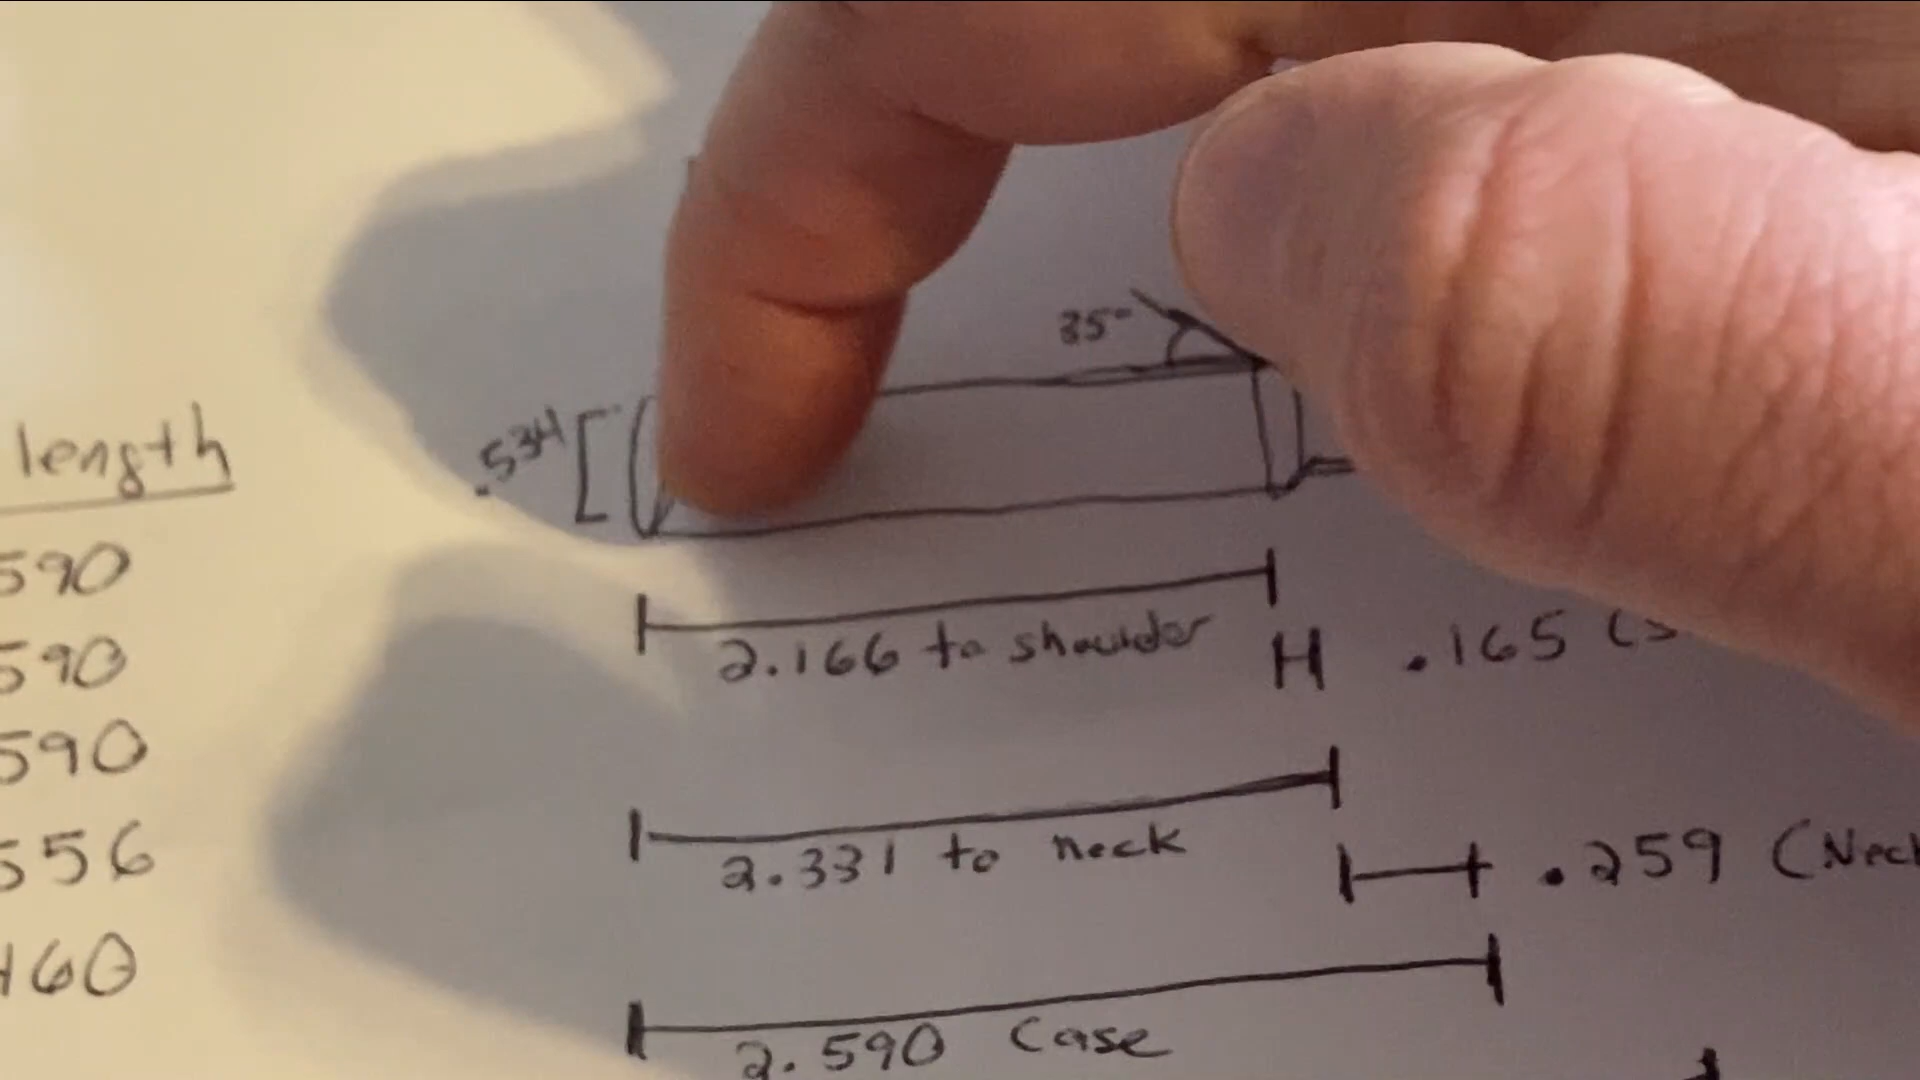 length
590
590
590
556
460
35°
.534
2.166 to shoulder
.165
2.331 to neck
.259 (Neck
2.590 Case